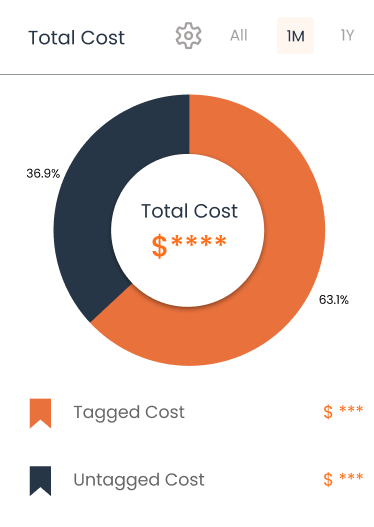 Total Cost
All
1M
1Y
36.9%
Total Cost
$****
63.1%
Tagged Cost
$ ***
Untagged Cost
$ ***